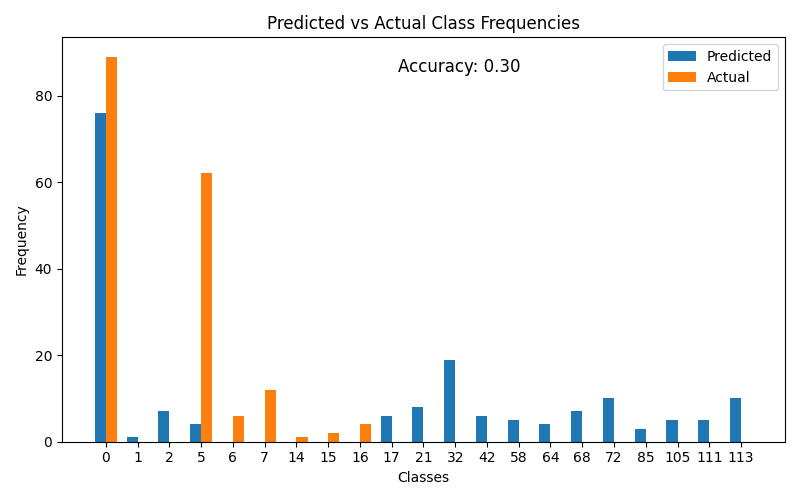 Predicted vs Actual Class Frequencies
Accuracy: 0.30
Predicted
Actual
Frequency
80
60
40
20
0
0 1 2 5 6 7 14 15 16 17 21 32 42 58 64 68 72 85 105 111 113
Classes